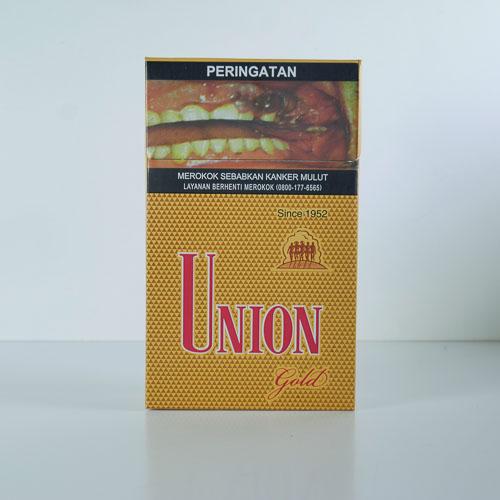 PERINGATAN
MEROKOK SEBABKAN KANKER MULUT
LAYANAN BERHENTI MEROKOK (0800-177-6565)
Since 1952
UNION
Gold